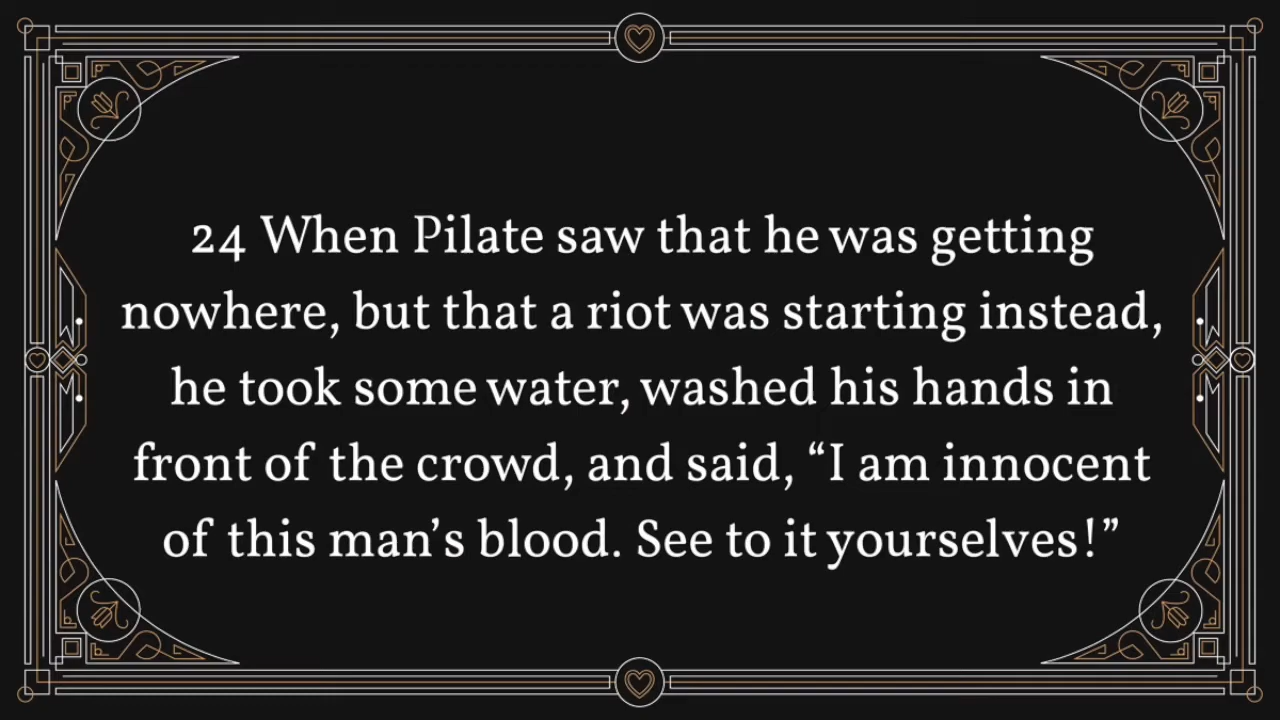 24 When Pilate saw that he was getting
nowhere, but that a riot was starting instead,
he took some water, washed his hands in
front of the crowd, and said, “I am innocent
of this man’s blood. See to it yourselves!”